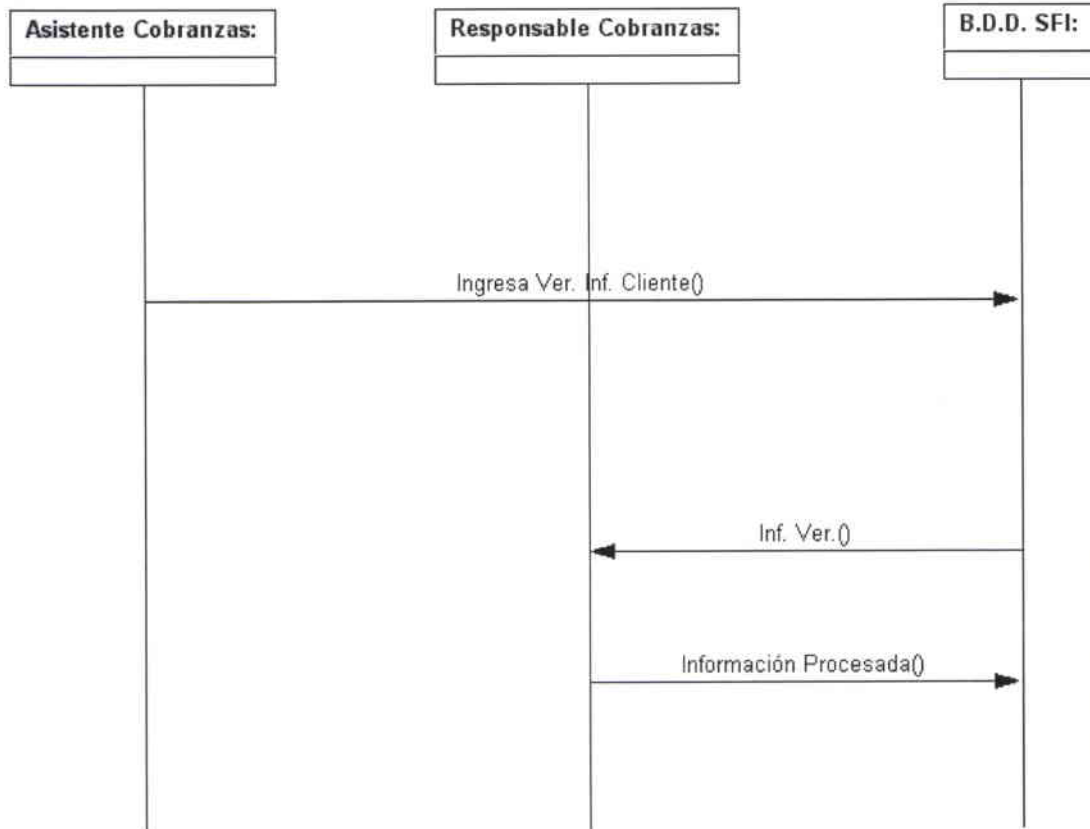 Asistente Cobranzas:
Responsable Cobranzas:
B.D.D. SFI:
Ingresa Ver. Inf. Cliente()
Inf. Ver.()
Información Procesada()